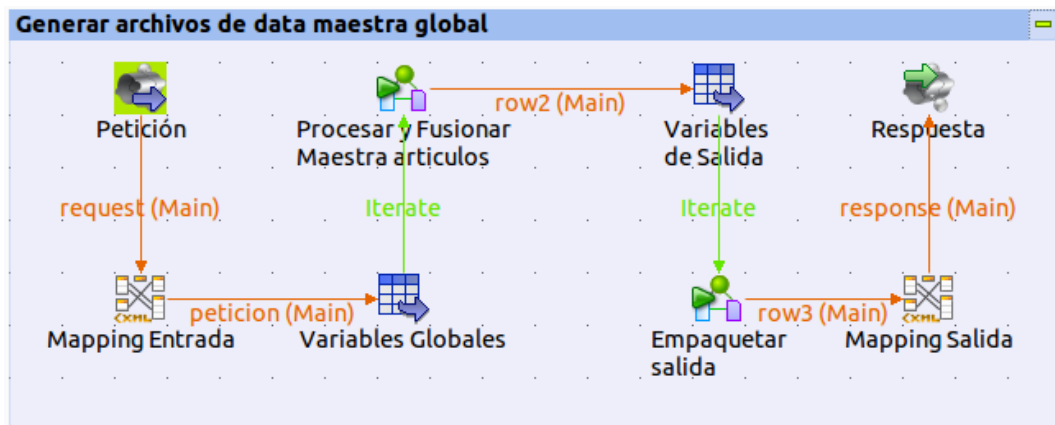 Generar archivos de data maestra global
Petición
Procesar y Fusionar
Maestra articulos
row2 (Main)
Variables
de Salida
Respuesta
request (Main)
Iterate
Iterate
response (Main)
Mapping Entrada
peticion (Main)
Variables Globales
Empaquetar
salida
row3 (Main)
Mapping Salida